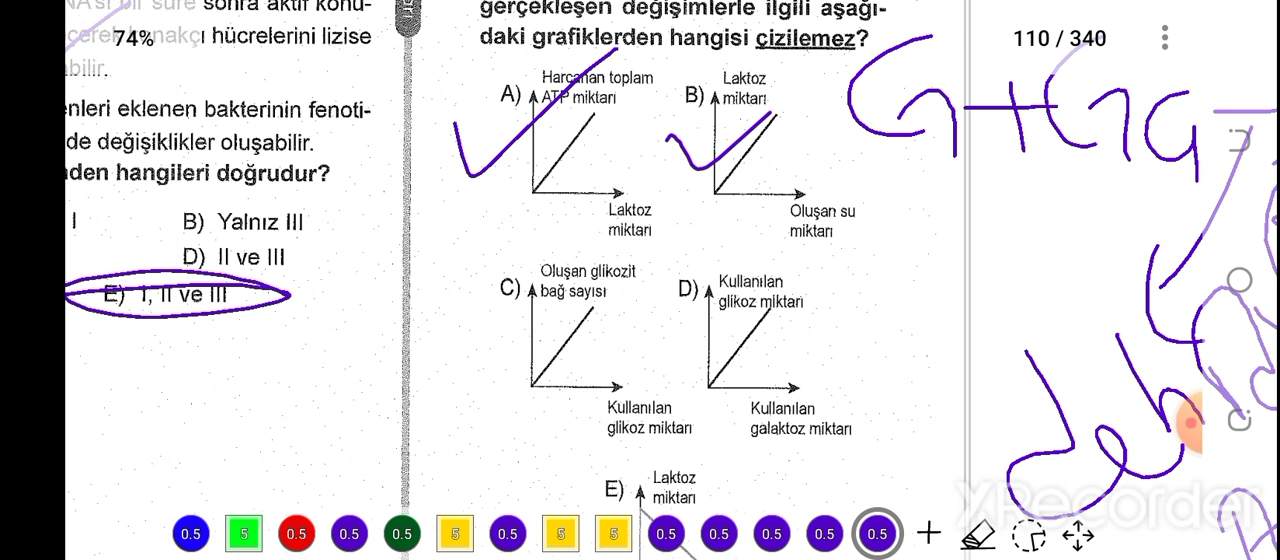 sonra aktif konu-
ı hücrelerini lizise
74%
abilir.
enleri eklenen bakterinin fenoti-
de değişiklikler oluşabilir.
hangileri doğrudur?
I
B) Yalnız III
D) II ve III
E) I, II ve III
gerçekleşen değişimlerle ilgili aşağı-
daki grafiklerden hangisi çizilemez?
110 / 340
A) Harcanan toplam
ATP miktarı
Laktoz
miktarı
B) Laktoz
miktarı
Oluşan su
miktarı
C) Oluşan glikozit
bağ sayısı
Kullanılan
glikoz miktarı
D) Kullanılan
glikoz miktarı
Kullanılan
galaktoz miktarı
E) Laktoz
miktarı
G+Ga
deh
XRecorder
0.5 5 0.5 0.5 0.5 5 0.5 5 5 0.5 0.5 0.5 0.5 0.5